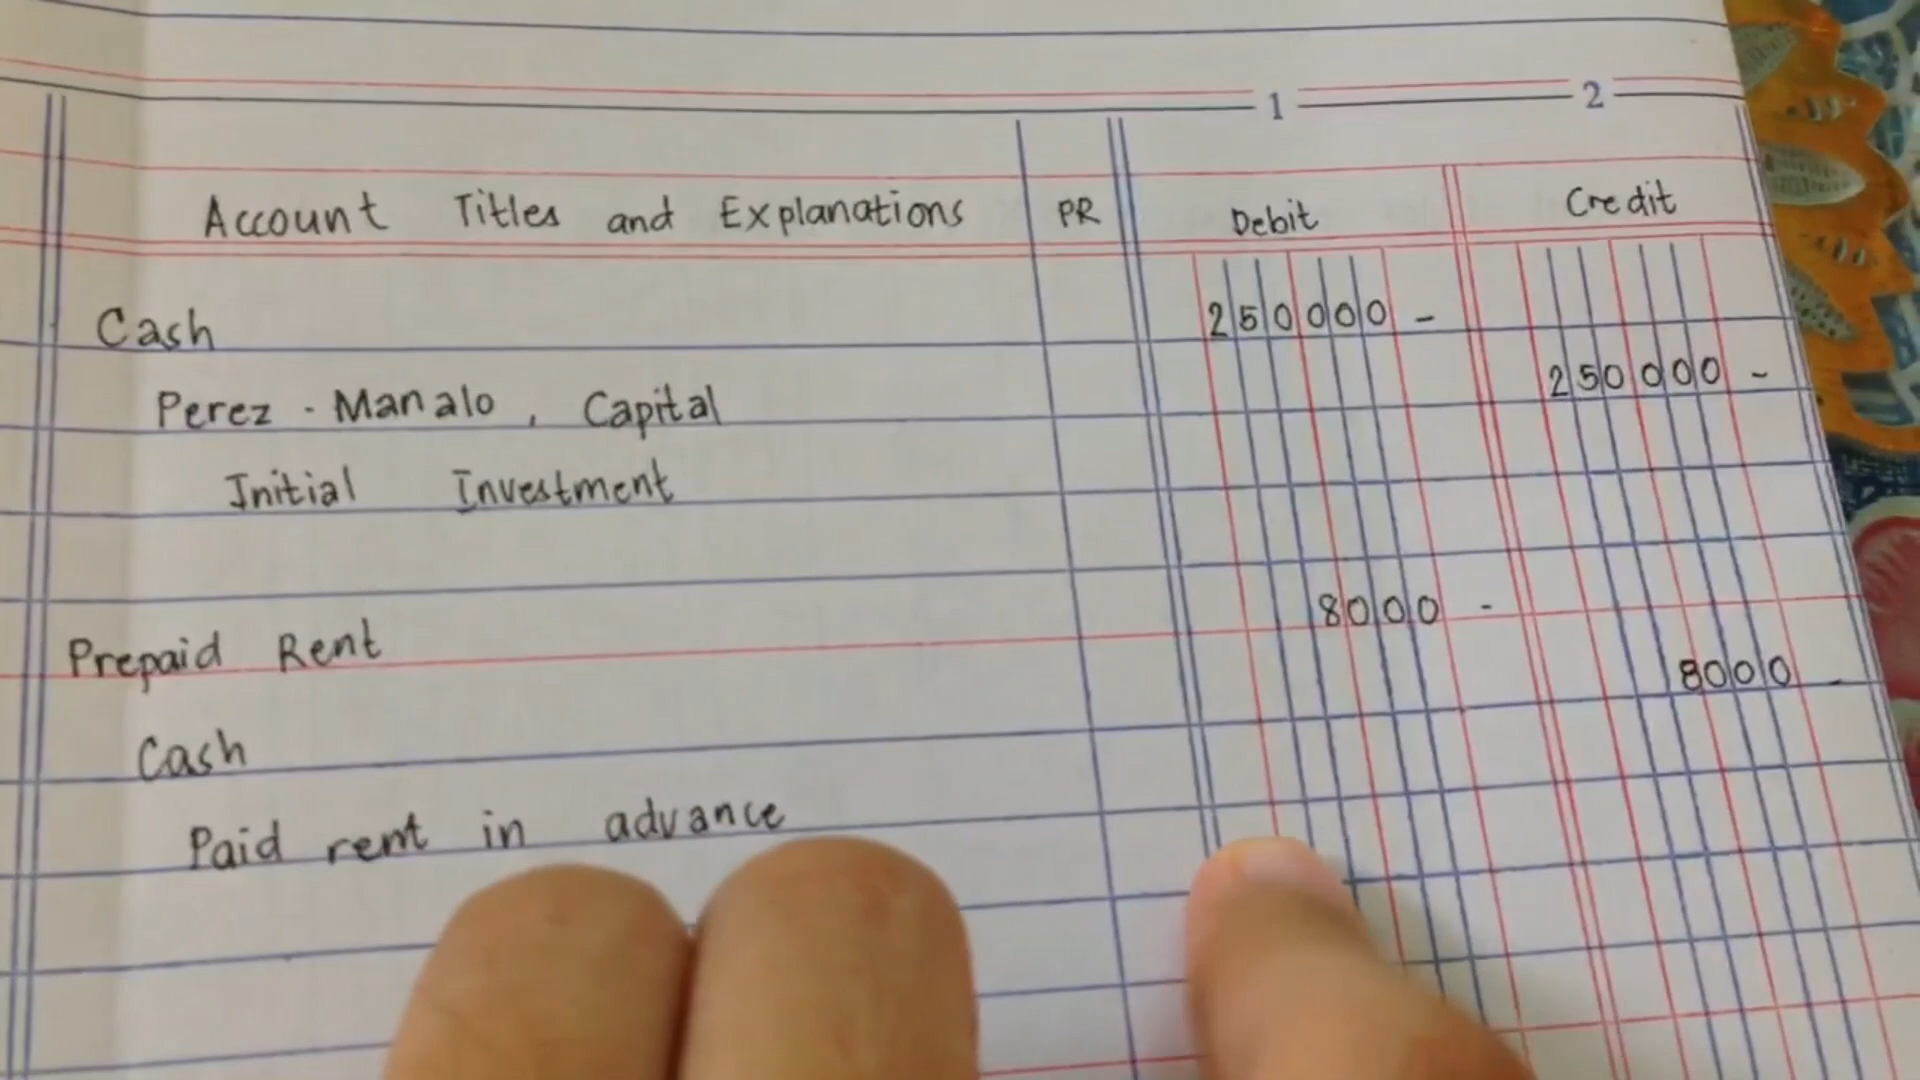 1 2
Account Titles and Explanations PR Debit Credit
Cash 250000 -
Perez - Manalo, Capital 250000 -
Initial Investment
Prepaid Rent 8000 -
Cash 8000 -
Paid rent in advance